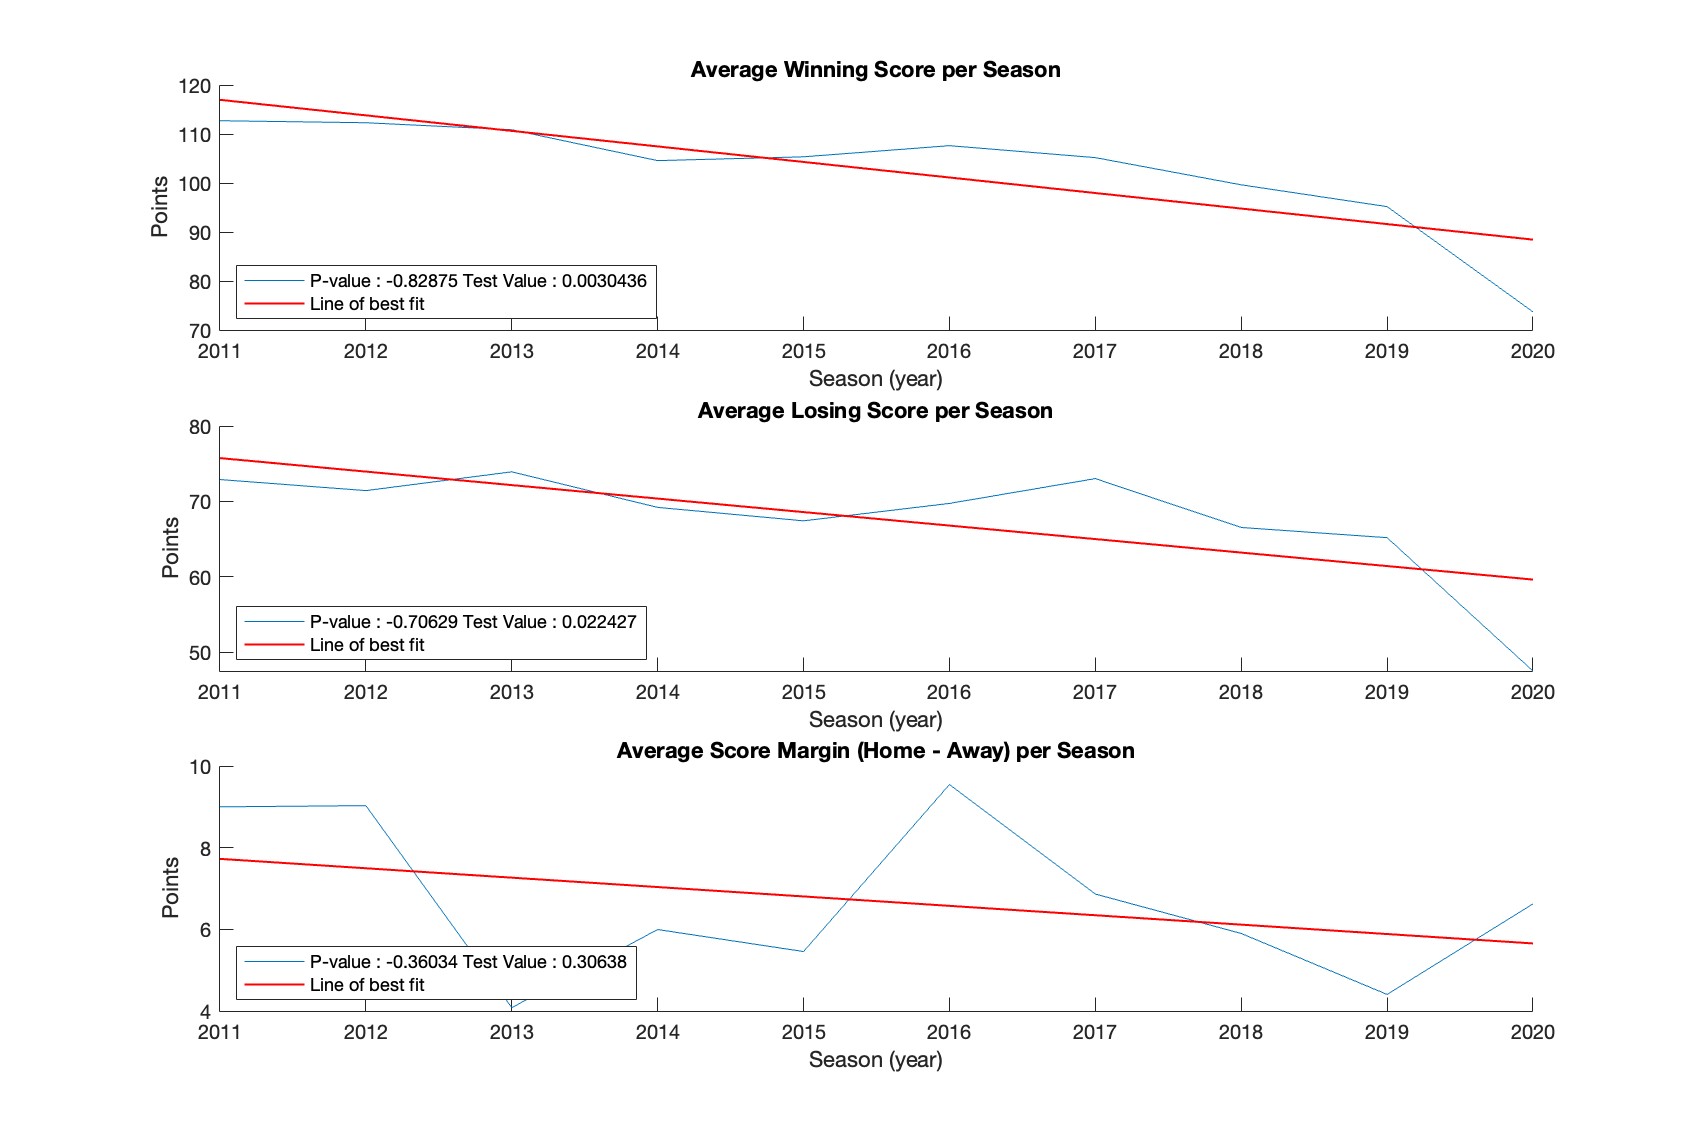 Average Winning Score per Season
120
110
100
90
80
70
Points
P-value : -0.82875 Test Value : 0.0030436
Line of best fit
2011 2012 2013 2014 2015 2016 2017 2018 2019 2020
Season (year)
Average Losing Score per Season
80
70
60
50
Points
P-value : -0.70629 Test Value : 0.022427
Line of best fit
2011 2012 2013 2014 2015 2016 2017 2018 2019 2020
Season (year)
Average Score Margin (Home - Away) per Season
10
8
6
4
Points
P-value : -0.36034 Test Value : 0.30638
Line of best fit
2011 2012 2013 2014 2015 2016 2017 2018 2019 2020
Season (year)